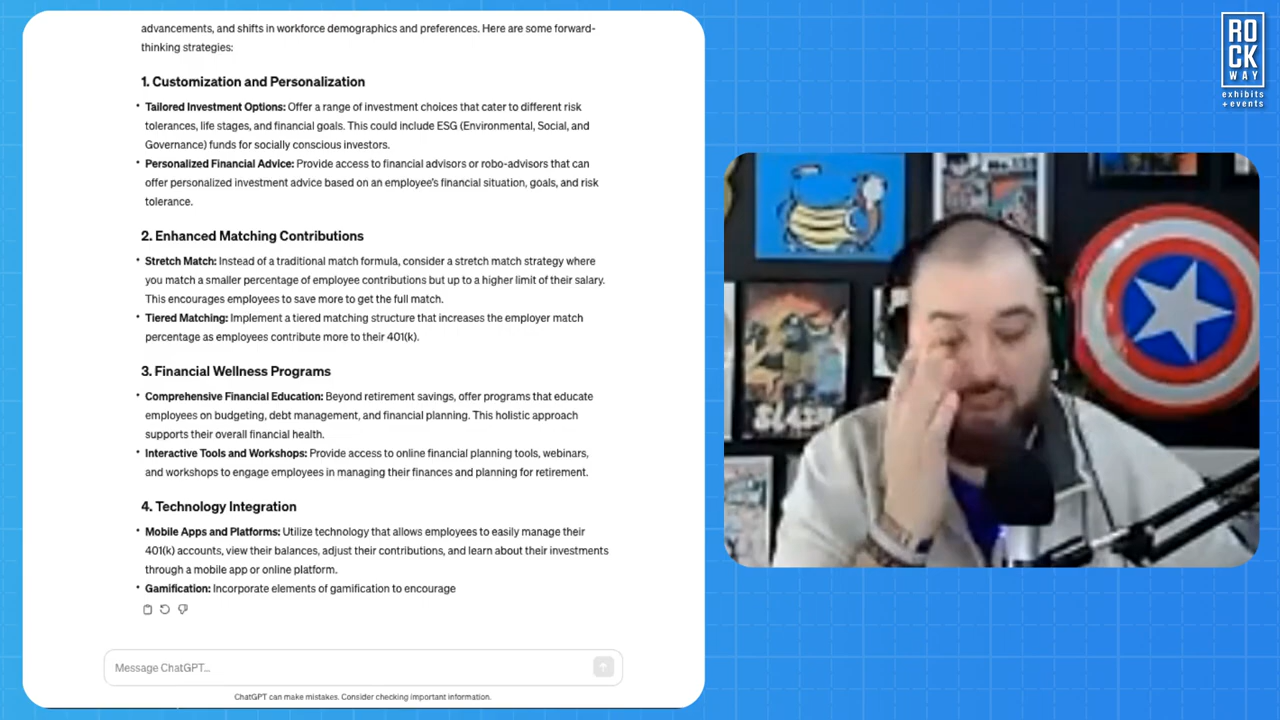 advancements, and shifts in workforce demographics and preferences. Here are some forward-
thinking strategies:
1. Customization and Personalization
• Tailored Investment Options: Offer a range of investment choices that cater to different risk
tolerances, life stages, and financial goals. This could include ESG (Environmental, Social, and
Governance) funds for socially conscious investors.
• Personalized Financial Advice: Provide access to financial advisors or robo-advisors that can
offer personalized investment advice based on an employee's financial situation, goals, and risk
tolerance.
2. Enhanced Matching Contributions
• Stretch Match: Instead of a traditional match formula, consider a stretch match strategy where
you match a smaller percentage of employee contributions but up to a higher limit of their salary.
This encourages employees to save more to get the full match.
• Tiered Matching: Implement a tiered matching structure that increases the employer match
percentage as employees contribute more to their 401(k).
3. Financial Wellness Programs
• Comprehensive Financial Education: Beyond retirement savings, offer programs that educate
employees on budgeting, debt management, and financial planning. This holistic approach
supports their overall financial health.
• Interactive Tools and Workshops: Provide access to online financial planning tools, webinars,
and workshops to engage employees in managing their finances and planning for retirement.
4. Technology Integration
• Mobile Apps and Platforms: Utilize technology that allows employees to easily manage their
401(k) accounts, view their balances, adjust their contributions, and learn about their investments
through a mobile app or online platform.
• Gamification: Incorporate elements of gamification to encourage
Message ChatGPT...
ChatGPT can make mistakes. Consider checking important information.
RO
CK
WAY
exhibits
+ events